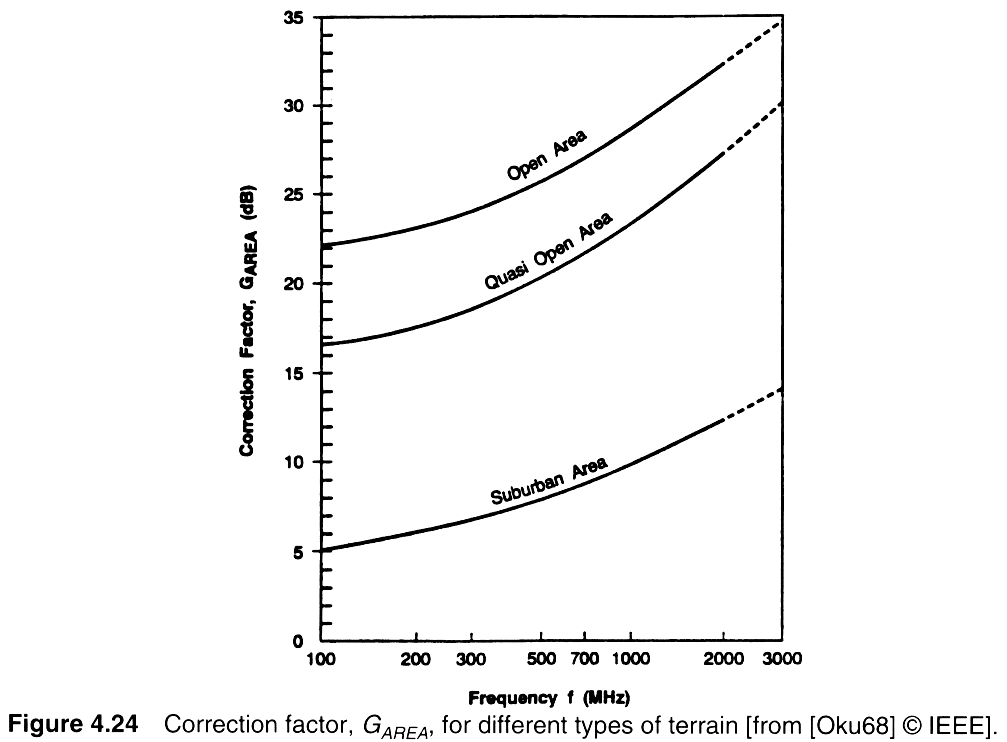 35
30
25
20
15
10
5
0
Correction Factor, GAREA (dB)
Open Area
Quasi Open Area
Suburban Area
100 200 300 500 700 1000 2000 3000
Frequency f (MHz)
Figure 4.24 Correction factor, GAREA, for different types of terrain [from [Oku68] © IEEE].